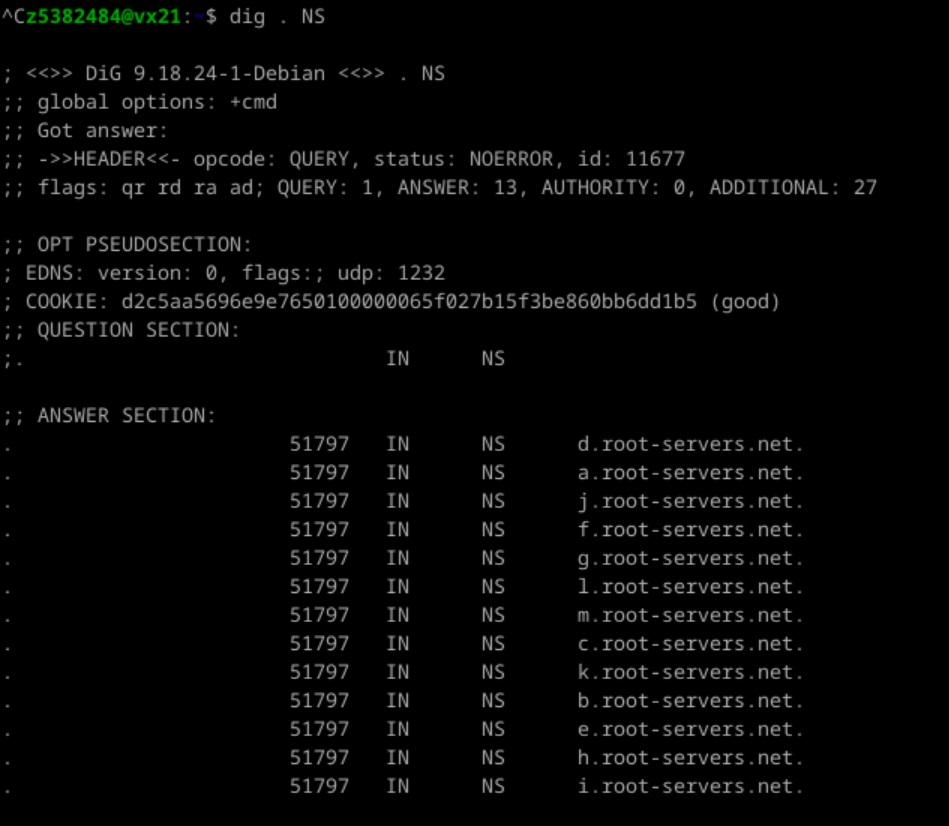 ^Cz5382484@vx21:~$ dig . NS
; <<>> DiG 9.18.24-1-Debian <<>> . NS
;; global options: +cmd
;; Got answer:
;; ->>HEADER<<- opcode: QUERY, status: NOERROR, id: 11677
;; flags: qr rd ra ad; QUERY: 1, ANSWER: 13, AUTHORITY: 0, ADDITIONAL: 27
;; OPT PSEUDOSECTION:
; EDNS: version: 0, flags:; udp: 1232
; COOKIE: d2c5aa5696e9e7650100000065f027b15f3be860bb6dd1b5 (good)
;; QUESTION SECTION:
;. IN NS
;; ANSWER SECTION:
. 51797 IN NS d.root-servers.net.
. 51797 IN NS a.root-servers.net.
. 51797 IN NS j.root-servers.net.
. 51797 IN NS f.root-servers.net.
. 51797 IN NS g.root-servers.net.
. 51797 IN NS l.root-servers.net.
. 51797 IN NS m.root-servers.net.
. 51797 IN NS c.root-servers.net.
. 51797 IN NS k.root-servers.net.
. 51797 IN NS b.root-servers.net.
. 51797 IN NS e.root-servers.net.
. 51797 IN NS h.root-servers.net.
. 51797 IN NS i.root-servers.net.